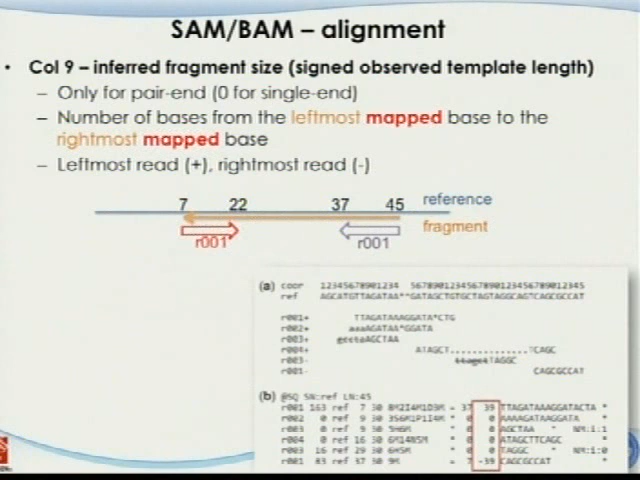 SAM/BAM – alignment
• Col 9 – inferred fragment size (signed observed template length)
– Only for pair-end (0 for single-end)
– Number of bases from the leftmost mapped base to the
rightmost mapped base
– Leftmost read (+), rightmost read (-)
7 22 37 45 reference
fragment
r001 r001
(a) coor 12345678901234 5678901234567890123456789012345
ref AGCATGTTAGATAA**GATAGCTGTGCTAGTAGGCAGTCAGCGCCAT
r001+ TTAGATAAAGGATA*CTG
r002+ aaaAGATAA*GGATA
r003+ gcctaAGCTAA
r004+ ATAGCT..............TCAGC
r003- ttagctTAGGC
r001- CAGCGCCAT
(b) @SQ SN:ref LN:45
r001 163 ref 7 30 8M2I4M1D3M = 37 39 TTAGATAAAGGATACTA *
r002 0 ref 9 30 3S6M1P1I4M * 0 0 AAAAGATAAGGATA *
r003 0 ref 9 30 5H6M * 0 0 AGCTAA * NM:i:1
r004 0 ref 16 30 6M14N5M * 0 0 ATAGCTTCAGC *
r003 16 ref 29 30 6H5M * 0 0 TAGGC * NM:i:0
r001 83 ref 37 30 9M = 7 -39 CAGCGCCAT *